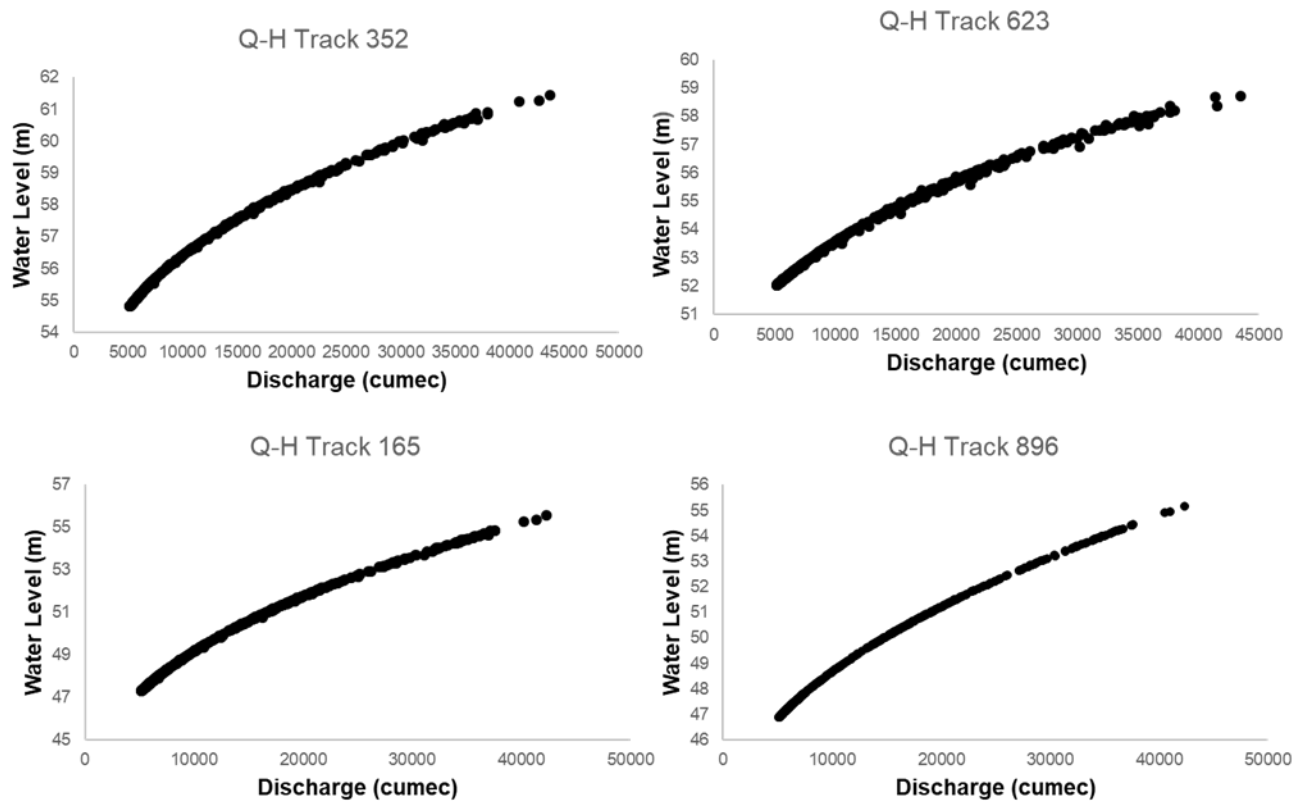 Q-H Track 352
62
61
60
59
58
57
56
55
54
0 5000 10000 15000 20000 25000 30000 35000 40000 45000 50000
Water Level (m)
Discharge (cumec)
Q-H Track 623
60
59
58
57
56
55
54
53
52
51
0 5000 10000 15000 20000 25000 30000 35000 40000 45000
Water Level (m)
Discharge (cumec)
Q-H Track 165
57
55
53
51
49
47
45
0 10000 20000 30000 40000 50000
Water Level (m)
Discharge (cumec)
Q-H Track 896
56
55
54
53
52
51
50
49
48
47
46
0 10000 20000 30000 40000 50000
Water Level (m)
Discharge (cumec)